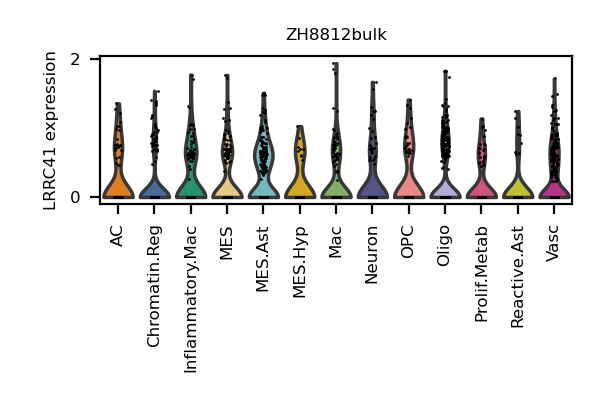 ZH8812bulk
LRRC41 expression
2
0
AC
Chromatin.Reg
Inflammatory.Mac
MES
MES.Ast
MES.Hyp
Mac
Neuron
OPC
Oligo
Prolif.Metab
Reactive.Ast
Vasc